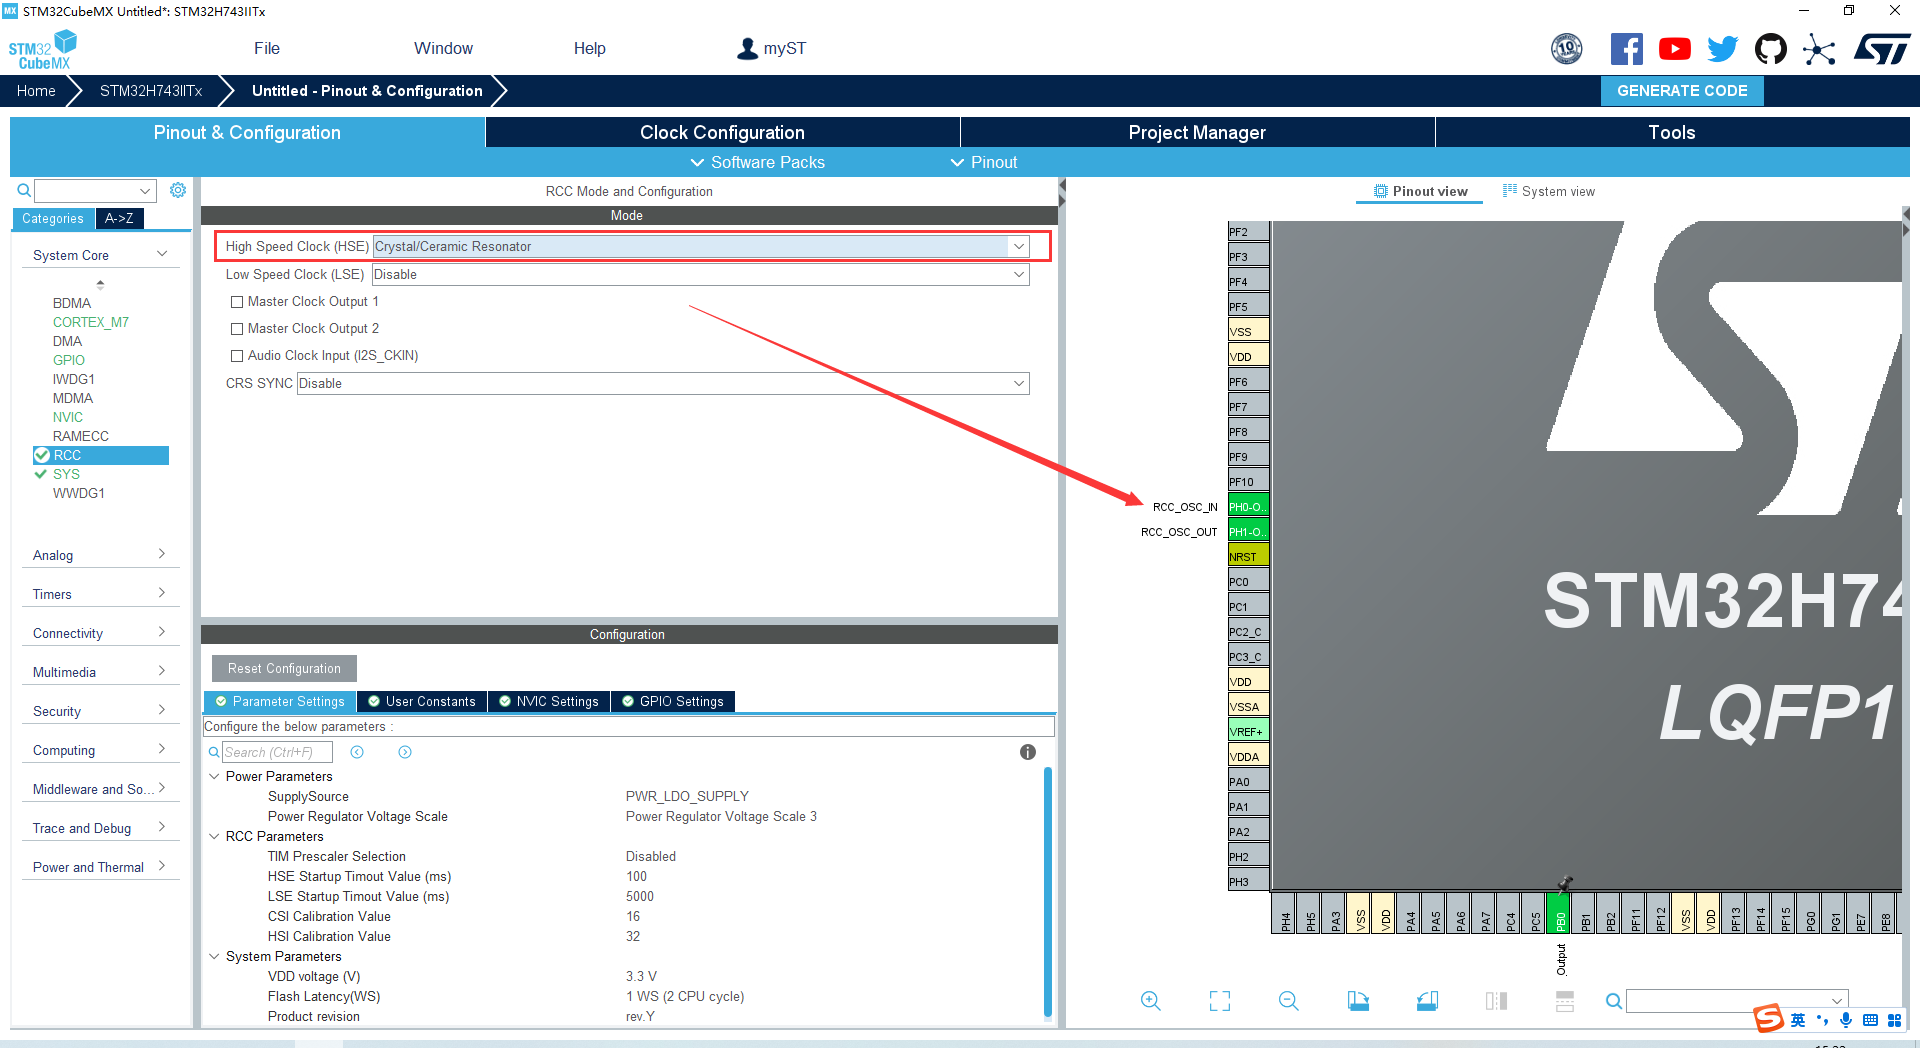 STM32CubeMX Untitled*: STM32H743IITx
STM32
CubeMX
File
Window
Help
myST
10
YEARS
Home
STM32H743IITx
Untitled - Pinout & Configuration
GENERATE CODE
Pinout & Configuration
Clock Configuration
Project Manager
Tools
Software Packs
Pinout
Categories
A->Z
System Core
BDMA
CORTEX_M7
DMA
GPIO
IWDG1
MDMA
NVIC
RAMECC
RCC
SYS
WWDG1
Analog
Timers
Connectivity
Multimedia
Security
Computing
Middleware and So...
Trace and Debug
Power and Thermal
RCC Mode and Configuration
Mode
High Speed Clock (HSE) Crystal/Ceramic Resonator
Low Speed Clock (LSE) Disable
Master Clock Output 1
Master Clock Output 2
Audio Clock Input (I2S_CKIN)
CRS SYNC Disable
Configuration
Reset Configuration
Parameter Settings
User Constants
NVIC Settings
GPIO Settings
Configure the below parameters :
Search (Ctrl+F)
Power Parameters
SupplySource PWR_LDO_SUPPLY
Power Regulator Voltage Scale Power Regulator Voltage Scale 3
RCC Parameters
TIM Prescaler Selection Disabled
HSE Startup Timout Value (ms) 100
LSE Startup Timout Value (ms) 5000
CSI Calibration Value 16
HSI Calibration Value 32
System Parameters
VDD voltage (V) 3.3 V
Flash Latency(WS) 1 WS (2 CPU cycle)
Product revision rev.Y
Pinout view
System view
PF2
PF3
PF4
PF5
VSS
VDD
PF6
PF7
PF8
PF9
PF10
RCC_OSC_IN PH0-O..
RCC_OSC_OUT PH1-O..
NRST
PC0
PC1
PC2_C
PC3_C
VDD
VSSA
VREF+
VDDA
PA0
PA1
PA2
PH2
PH3
STM32H74
LQFP1
PH4
PH5
PA3
VSS
VDD
PA4
PA5
PA6
PA7
PC4
PC5
PB0
PB1
PB2
PF11
PF12
VSS
VDD
PF13
PF14
PF15
PG0
PG1
PE7
PE8
Output
英